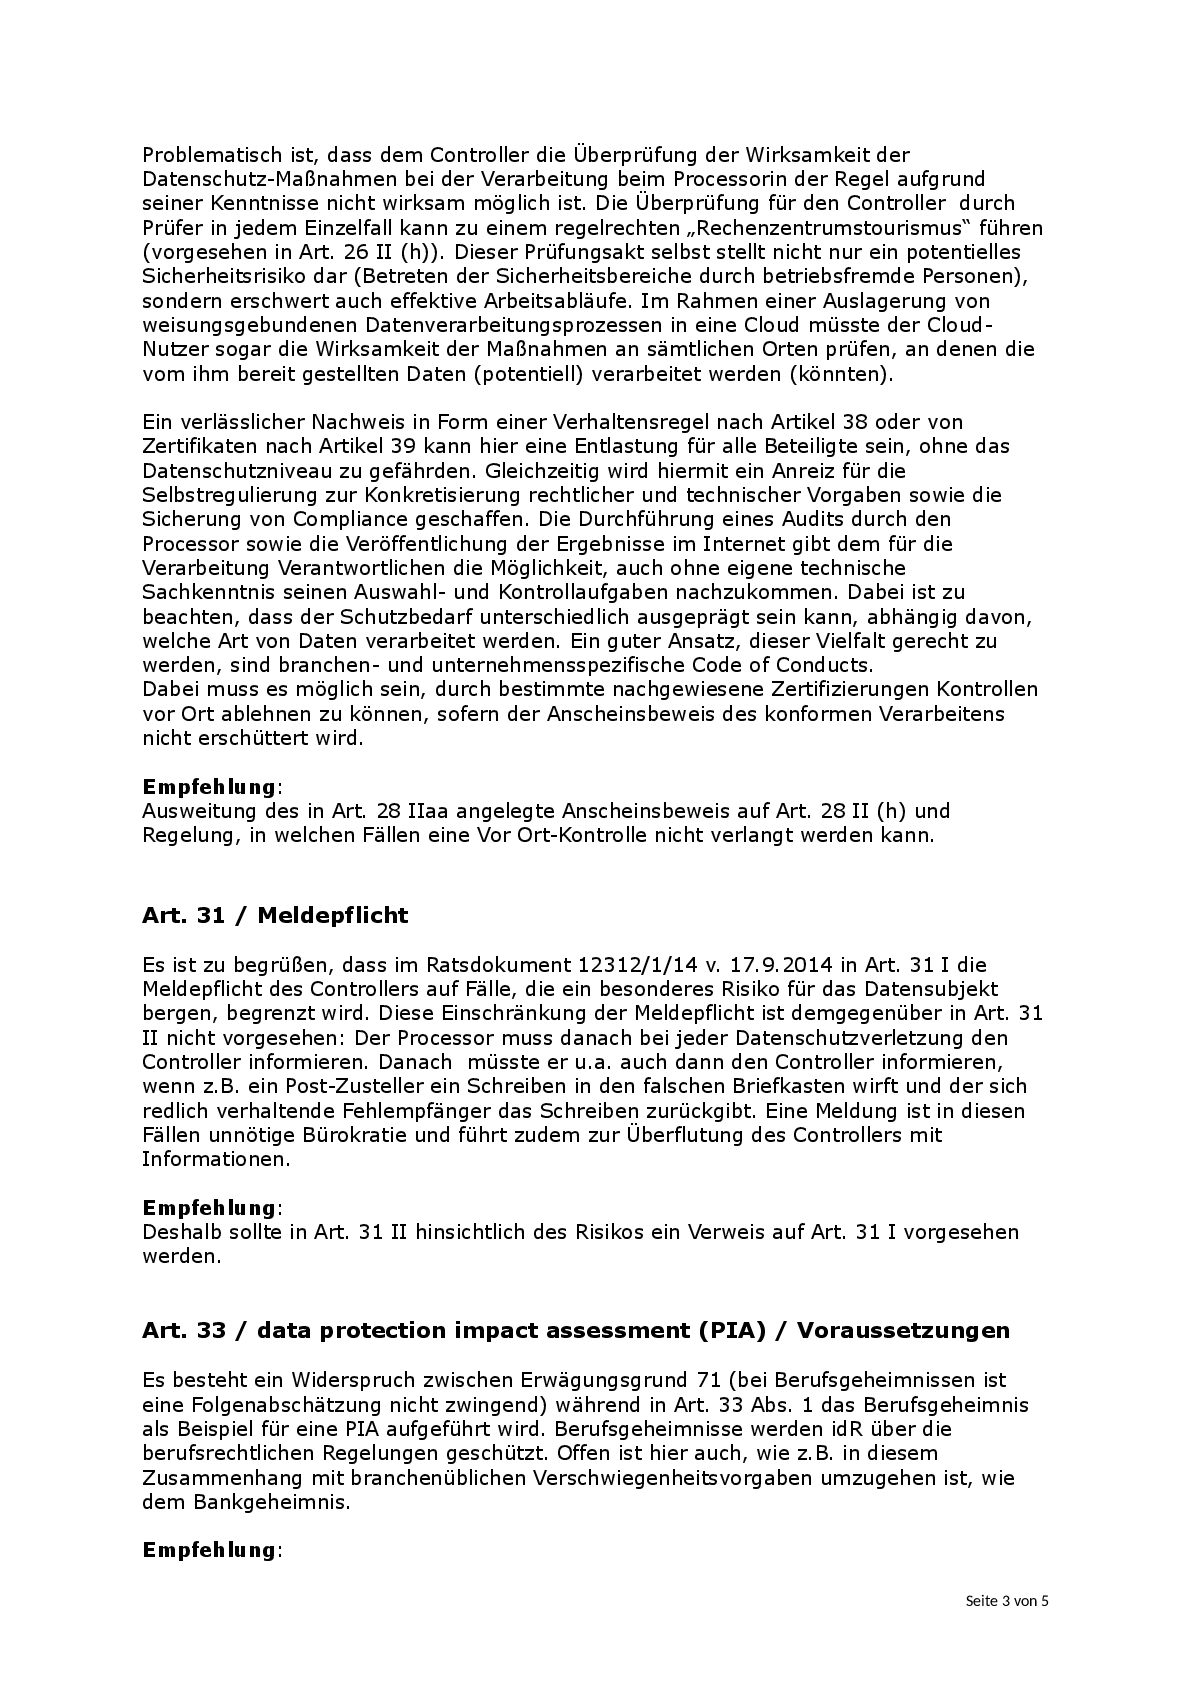 Problematisch ist, dass dem Controller die Überprüfung der Wirksamkeit der
Datenschutz-Maßnahmen bei der Verarbeitung beim Processorin der Regel aufgrund
seiner Kenntnisse nicht wirksam möglich ist. Die Überprüfung für den Controller  durch
Prüfer in jedem Einzelfall kann zu einem regelrechten „Rechenzentrumstourismus“ führen
(vorgesehen in Art. 26 II (h)). Dieser Prüfungsakt selbst stellt nicht nur ein potentielles
Sicherheitsrisiko dar (Betreten der Sicherheitsbereiche durch betriebsfremde Personen),
sondern erschwert auch effektive Arbeitsabläufe. Im Rahmen einer Auslagerung von
weisungsgebundenen Datenverarbeitungsprozessen in eine Cloud müsste der Cloud-
Nutzer sogar die Wirksamkeit der Maßnahmen an sämtlichen Orten prüfen, an denen die
vom ihm bereit gestellten Daten (potentiell) verarbeitet werden (könnten).
Ein verlässlicher Nachweis in Form einer Verhaltensregel nach Artikel 38 oder von
Zertifikaten nach Artikel 39 kann hier eine Entlastung für alle Beteiligte sein, ohne das
Datenschutzniveau zu gefährden. Gleichzeitig wird hiermit ein Anreiz für die
Selbstregulierung zur Konkretisierung rechtlicher und technischer Vorgaben sowie die
Sicherung von Compliance geschaffen. Die Durchführung eines Audits durch den
Processor sowie die Veröffentlichung der Ergebnisse im Internet gibt dem für die
Verarbeitung Verantwortlichen die Möglichkeit, auch ohne eigene technische
Sachkenntnis seinen Auswahl- und Kontrollaufgaben nachzukommen. Dabei ist zu
beachten, dass der Schutzbedarf unterschiedlich ausgeprägt sein kann, abhängig davon,
welche Art von Daten verarbeitet werden. Ein guter Ansatz, dieser Vielfalt gerecht zu
werden, sind branchen- und unternehmensspezifische Code of Conducts.
Dabei muss es möglich sein, durch bestimmte nachgewiesene Zertifizierungen Kontrollen
vor Ort ablehnen zu können, sofern der Anscheinsbeweis des konformen Verarbeitens
nicht erschüttert wird.
Empfehlung:
Ausweitung des in Art. 28 IIaa angelegte Anscheinsbeweis auf Art. 28 II (h) und
Regelung, in welchen Fällen eine Vor Ort-Kontrolle nicht verlangt werden kann.
Art. 31 / Meldepflicht
Es ist zu begrüßen, dass im Ratsdokument 12312/1/14 v. 17.9.2014 in Art. 31 I die
Meldepflicht des Controllers auf Fälle, die ein besonderes Risiko für das Datensubjekt
bergen, begrenzt wird. Diese Einschränkung der Meldepflicht ist demgegenüber in Art. 31
II nicht vorgesehen: Der Processor muss danach bei jeder Datenschutzverletzung den
Controller informieren. Danach  müsste er u.a. auch dann den Controller informieren,
wenn z.B. ein Post-Zusteller ein Schreiben in den falschen Briefkasten wirft und der sich
redlich verhaltende Fehlempfänger das Schreiben zurückgibt. Eine Meldung ist in diesen
Fällen unnötige Bürokratie und führt zudem zur Überflutung des Controllers mit
Informationen.
Empfehlung:
Deshalb sollte in Art. 31 II hinsichtlich des Risikos ein Verweis auf Art. 31 I vorgesehen
werden.
Art. 33 / data protection impact assessment (PIA) / Voraussetzungen
Es besteht ein Widerspruch zwischen Erwägungsgrund 71 (bei Berufsgeheimnissen ist
eine Folgenabschätzung nicht zwingend) während in Art. 33 Abs. 1 das Berufsgeheimnis
als Beispiel für eine PIA aufgeführt wird. Berufsgeheimnisse werden idR über die
berufsrechtlichen Regelungen geschützt. Offen ist hier auch, wie z.B. in diesem
Zusammenhang mit branchenüblichen Verschwiegenheitsvorgaben umzugehen ist, wie
dem Bankgeheimnis.
Empfehlung:
Seite 3 von 5